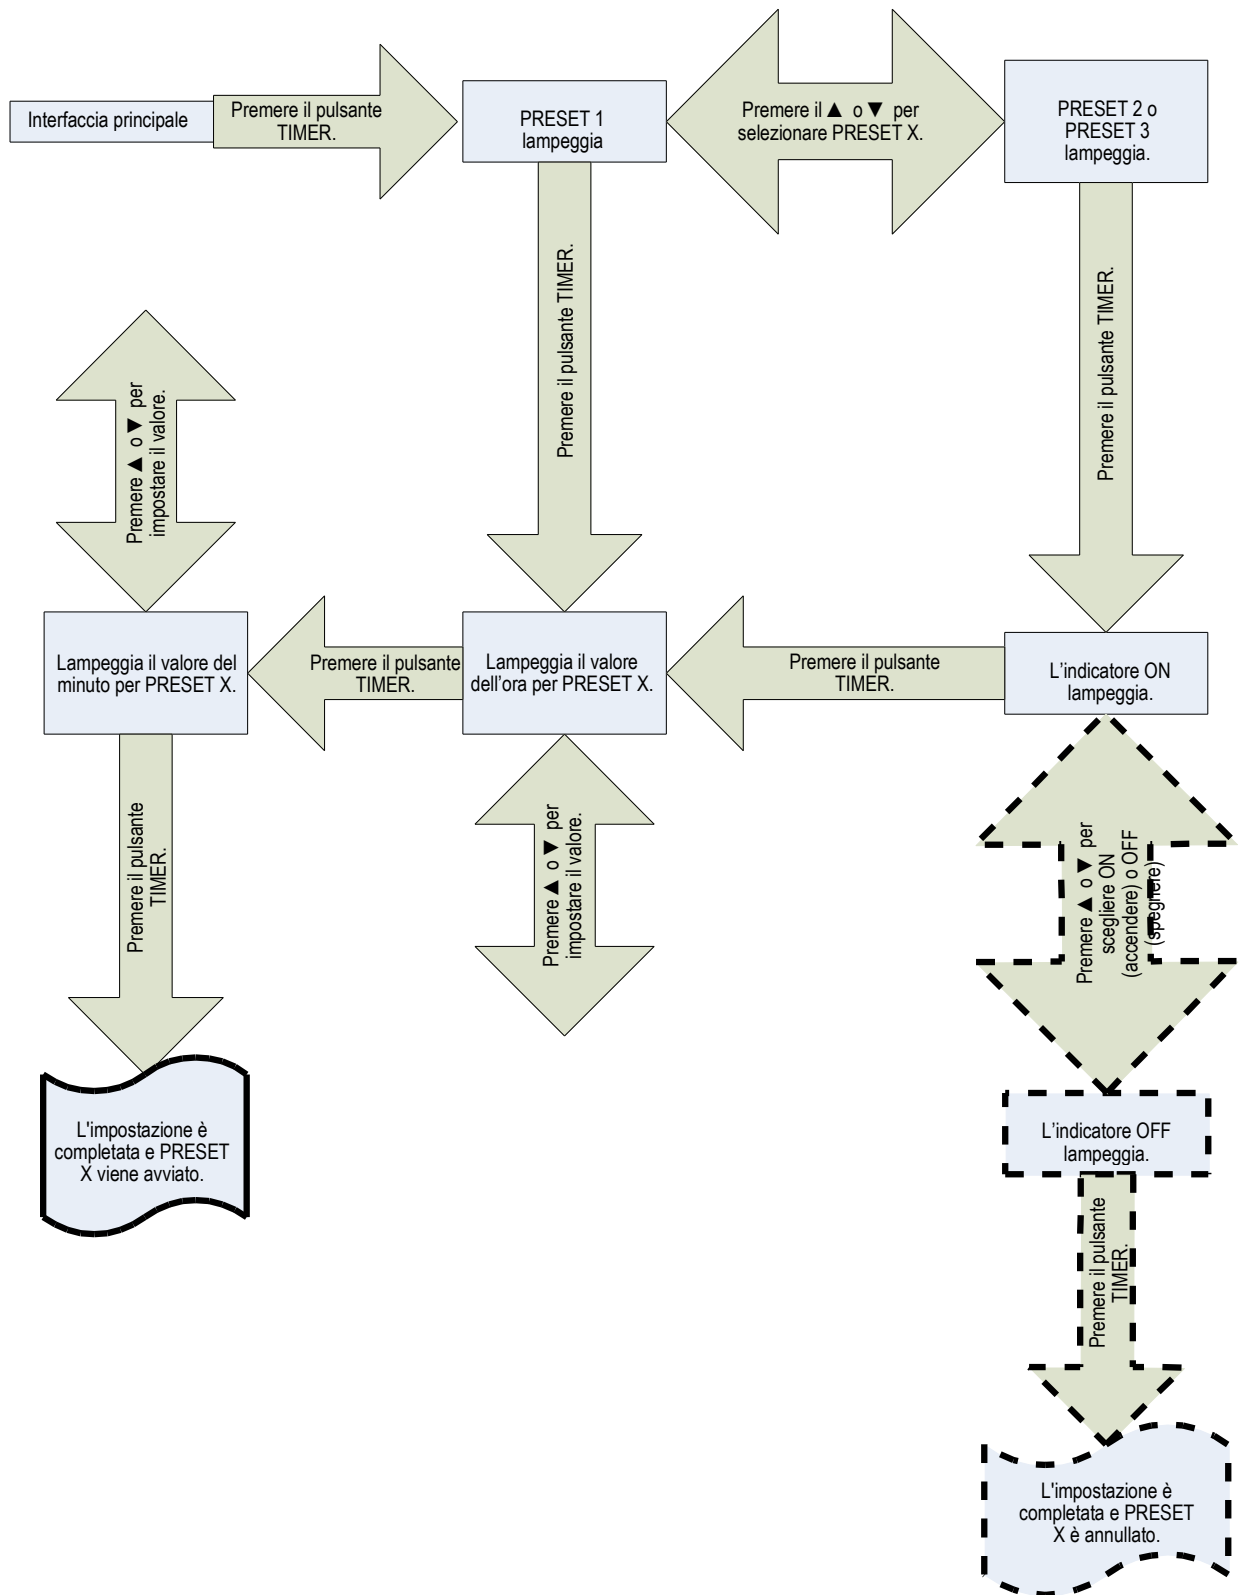 Interfaccia principale
Premere il pulsante
TIMER.
PRESET 1
lampeggia
Premere il ▲ o ▼ per
selezionare PRESET X.
PRESET 2 o
PRESET 3
lampeggia.
Premere il pulsante TIMER.
Premere il pulsante TIMER.
Premere ▲ o ▼ per
impostare il valore.
Lampeggia il valore del
minuto per PRESET X.
Premere il pulsante
TIMER.
Lampeggia il valore
dell'ora per PRESET X.
Premere il pulsante
TIMER.
L'indicatore ON
lampeggia.
Premere il pulsante
TIMER.
Premere ▲ o ▼ per
impostare il valore.
Premere ▲ o ▼ per
scegliere ON
(accendere) o OFF
(spegnere)
L'impostazione è
completata e PRESET
X viene avviato.
L'indicatore OFF
lampeggia.
Premere il pulsante
TIMER.
L'impostazione è
completata e PRESET
X è annullato.